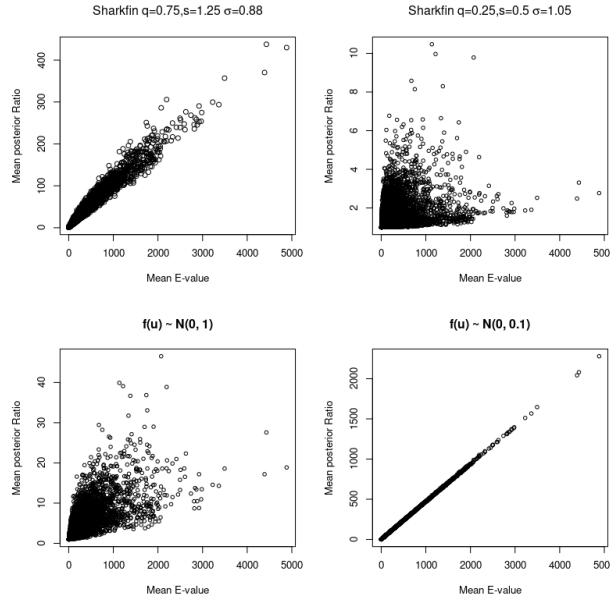 Sharkfin q=0.75,s=1.25 σ=0.88
Mean posterior Ratio
0 100 200 300 400
0 1000 2000 3000 4000 5000
Mean E-value
Sharkfin q=0.25,s=0.5 σ=1.05
Mean posterior Ratio
2 4 6 8 10
0 1000 2000 3000 4000 500
Mean E-value
f(u) ~ N(0, 1)
Mean posterior Ratio
0 10 20 30 40
0 1000 2000 3000 4000 5000
Mean E-value
f(u) ~ N(0, 0.1)
Mean posterior Ratio
0 500 1000 1500 2000
0 1000 2000 3000 4000 500
Mean E-value